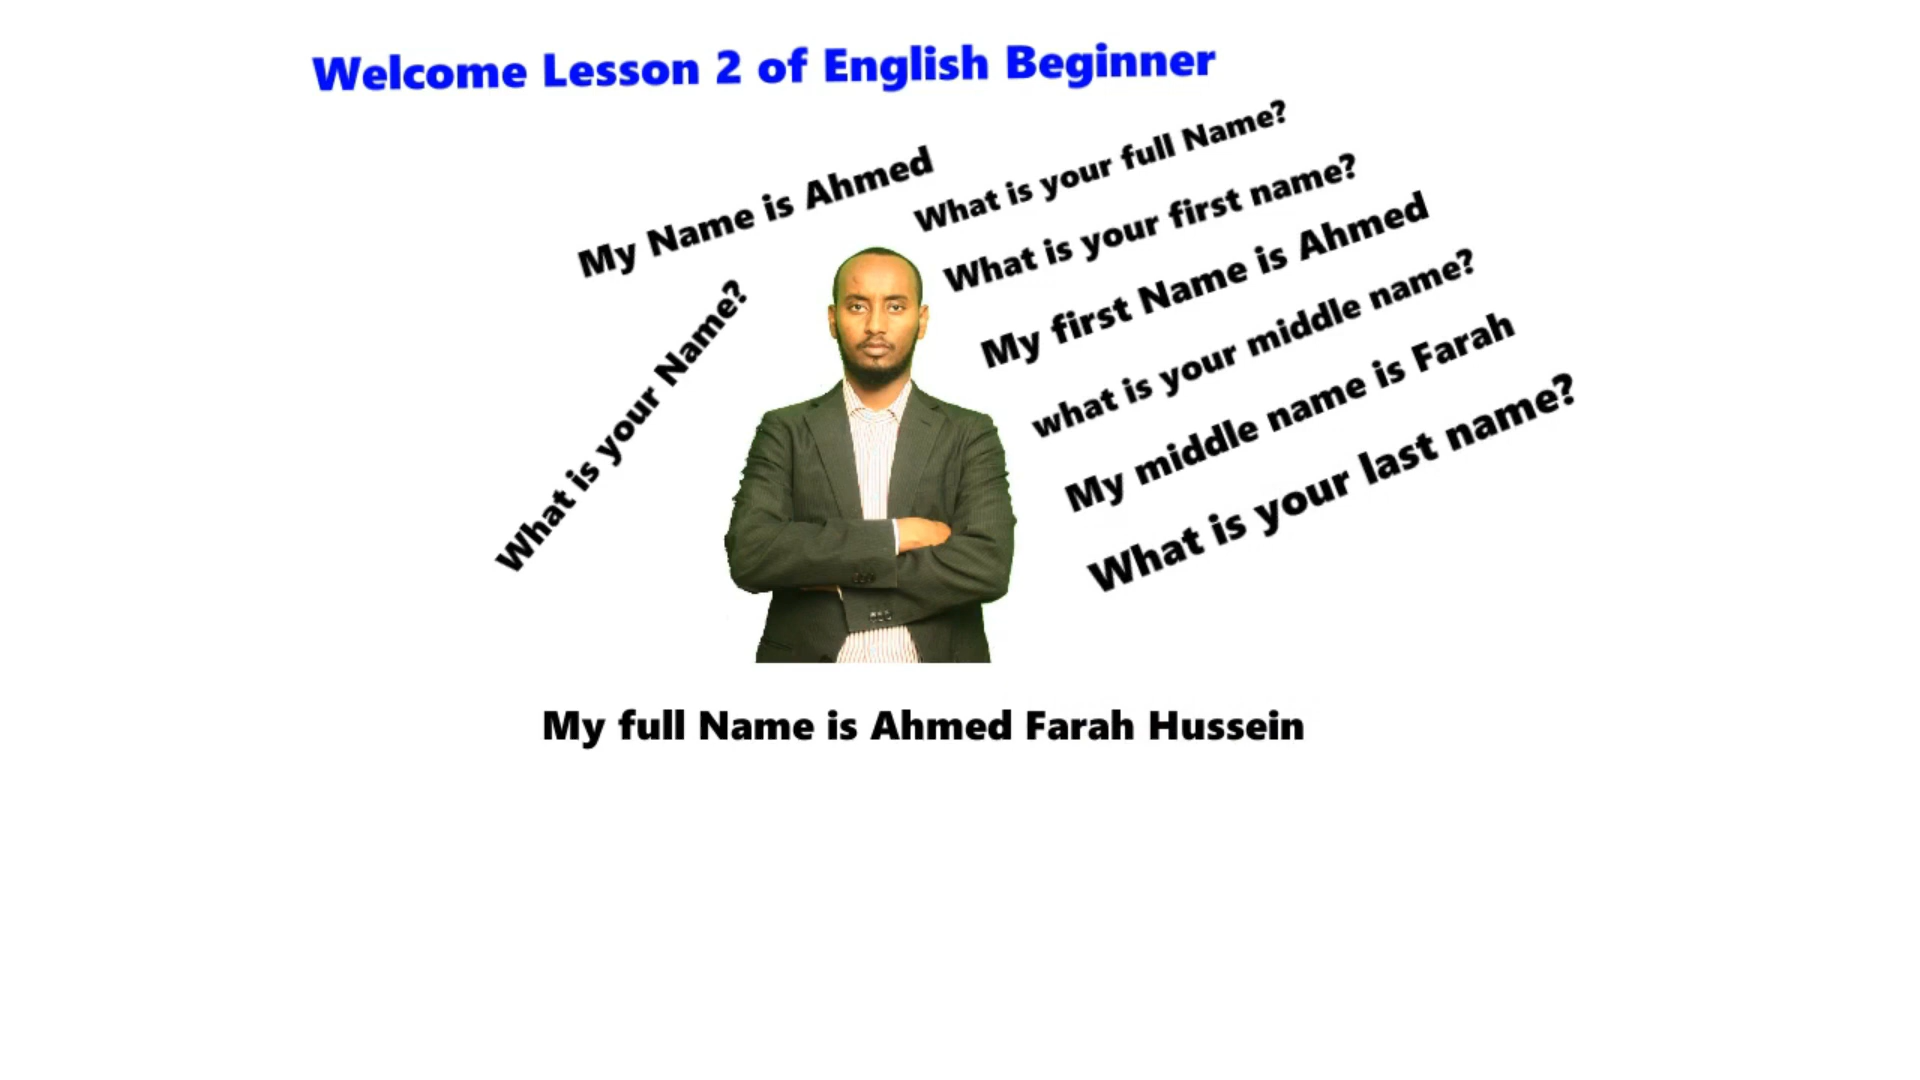 Welcome Lesson 2 of English Beginner
What is your Name?
My Name is Ahmed
What is your full Name?
What is your first name?
My first Name is Ahmed
what is your middle name?
My middle name is Farah
What is your last name?
My full Name is Ahmed Farah Hussein